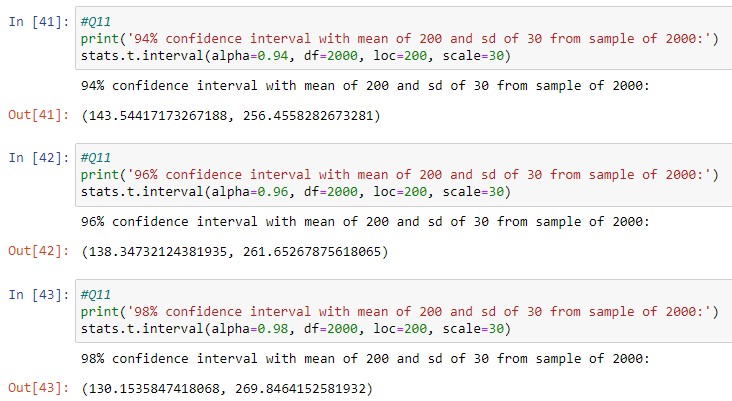 In [41]: #Q11
print('94% confidence interval with mean of 200 and sd of 30 from sample of 2000:')
stats.t.interval(alpha=0.94, df=2000, loc=200, scale=30)
94% confidence interval with mean of 200 and sd of 30 from sample of 2000:
Out[41]: (143.54417173267188, 256.4558282673281)
In [42]: #Q11
print('96% confidence interval with mean of 200 and sd of 30 from sample of 2000:')
stats.t.interval(alpha=0.96, df=2000, loc=200, scale=30)
96% confidence interval with mean of 200 and sd of 30 from sample of 2000:
Out[42]: (138.34732124381935, 261.65267875618065)
In [43]: #Q11
print('98% confidence interval with mean of 200 and sd of 30 from sample of 2000:')
stats.t.interval(alpha=0.98, df=2000, loc=200, scale=30)
98% confidence interval with mean of 200 and sd of 30 from sample of 2000:
Out[43]: (130.1535847418068, 269.8464152581932)